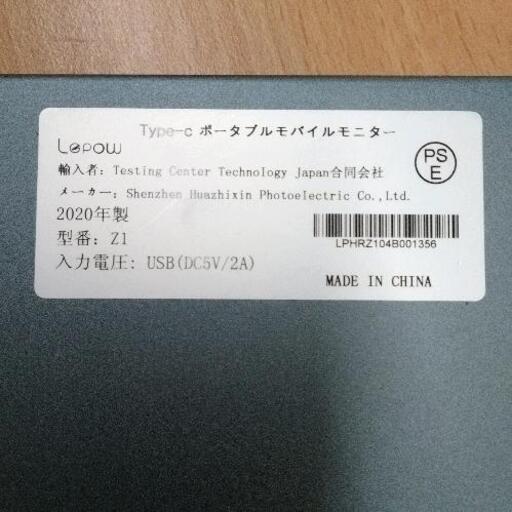 Type-c ポータブルモバイルモニター
Lepow
輸入者: Testing Center Technology Japan合同会社
メーカー: Shenzhen Huazhixin Photoelectric Co.,Ltd.
PS
E
2020年製
型番: Z1
LPHRZ104B001356
入力電圧: USB(DC5V/2A)
MADE IN CHINA